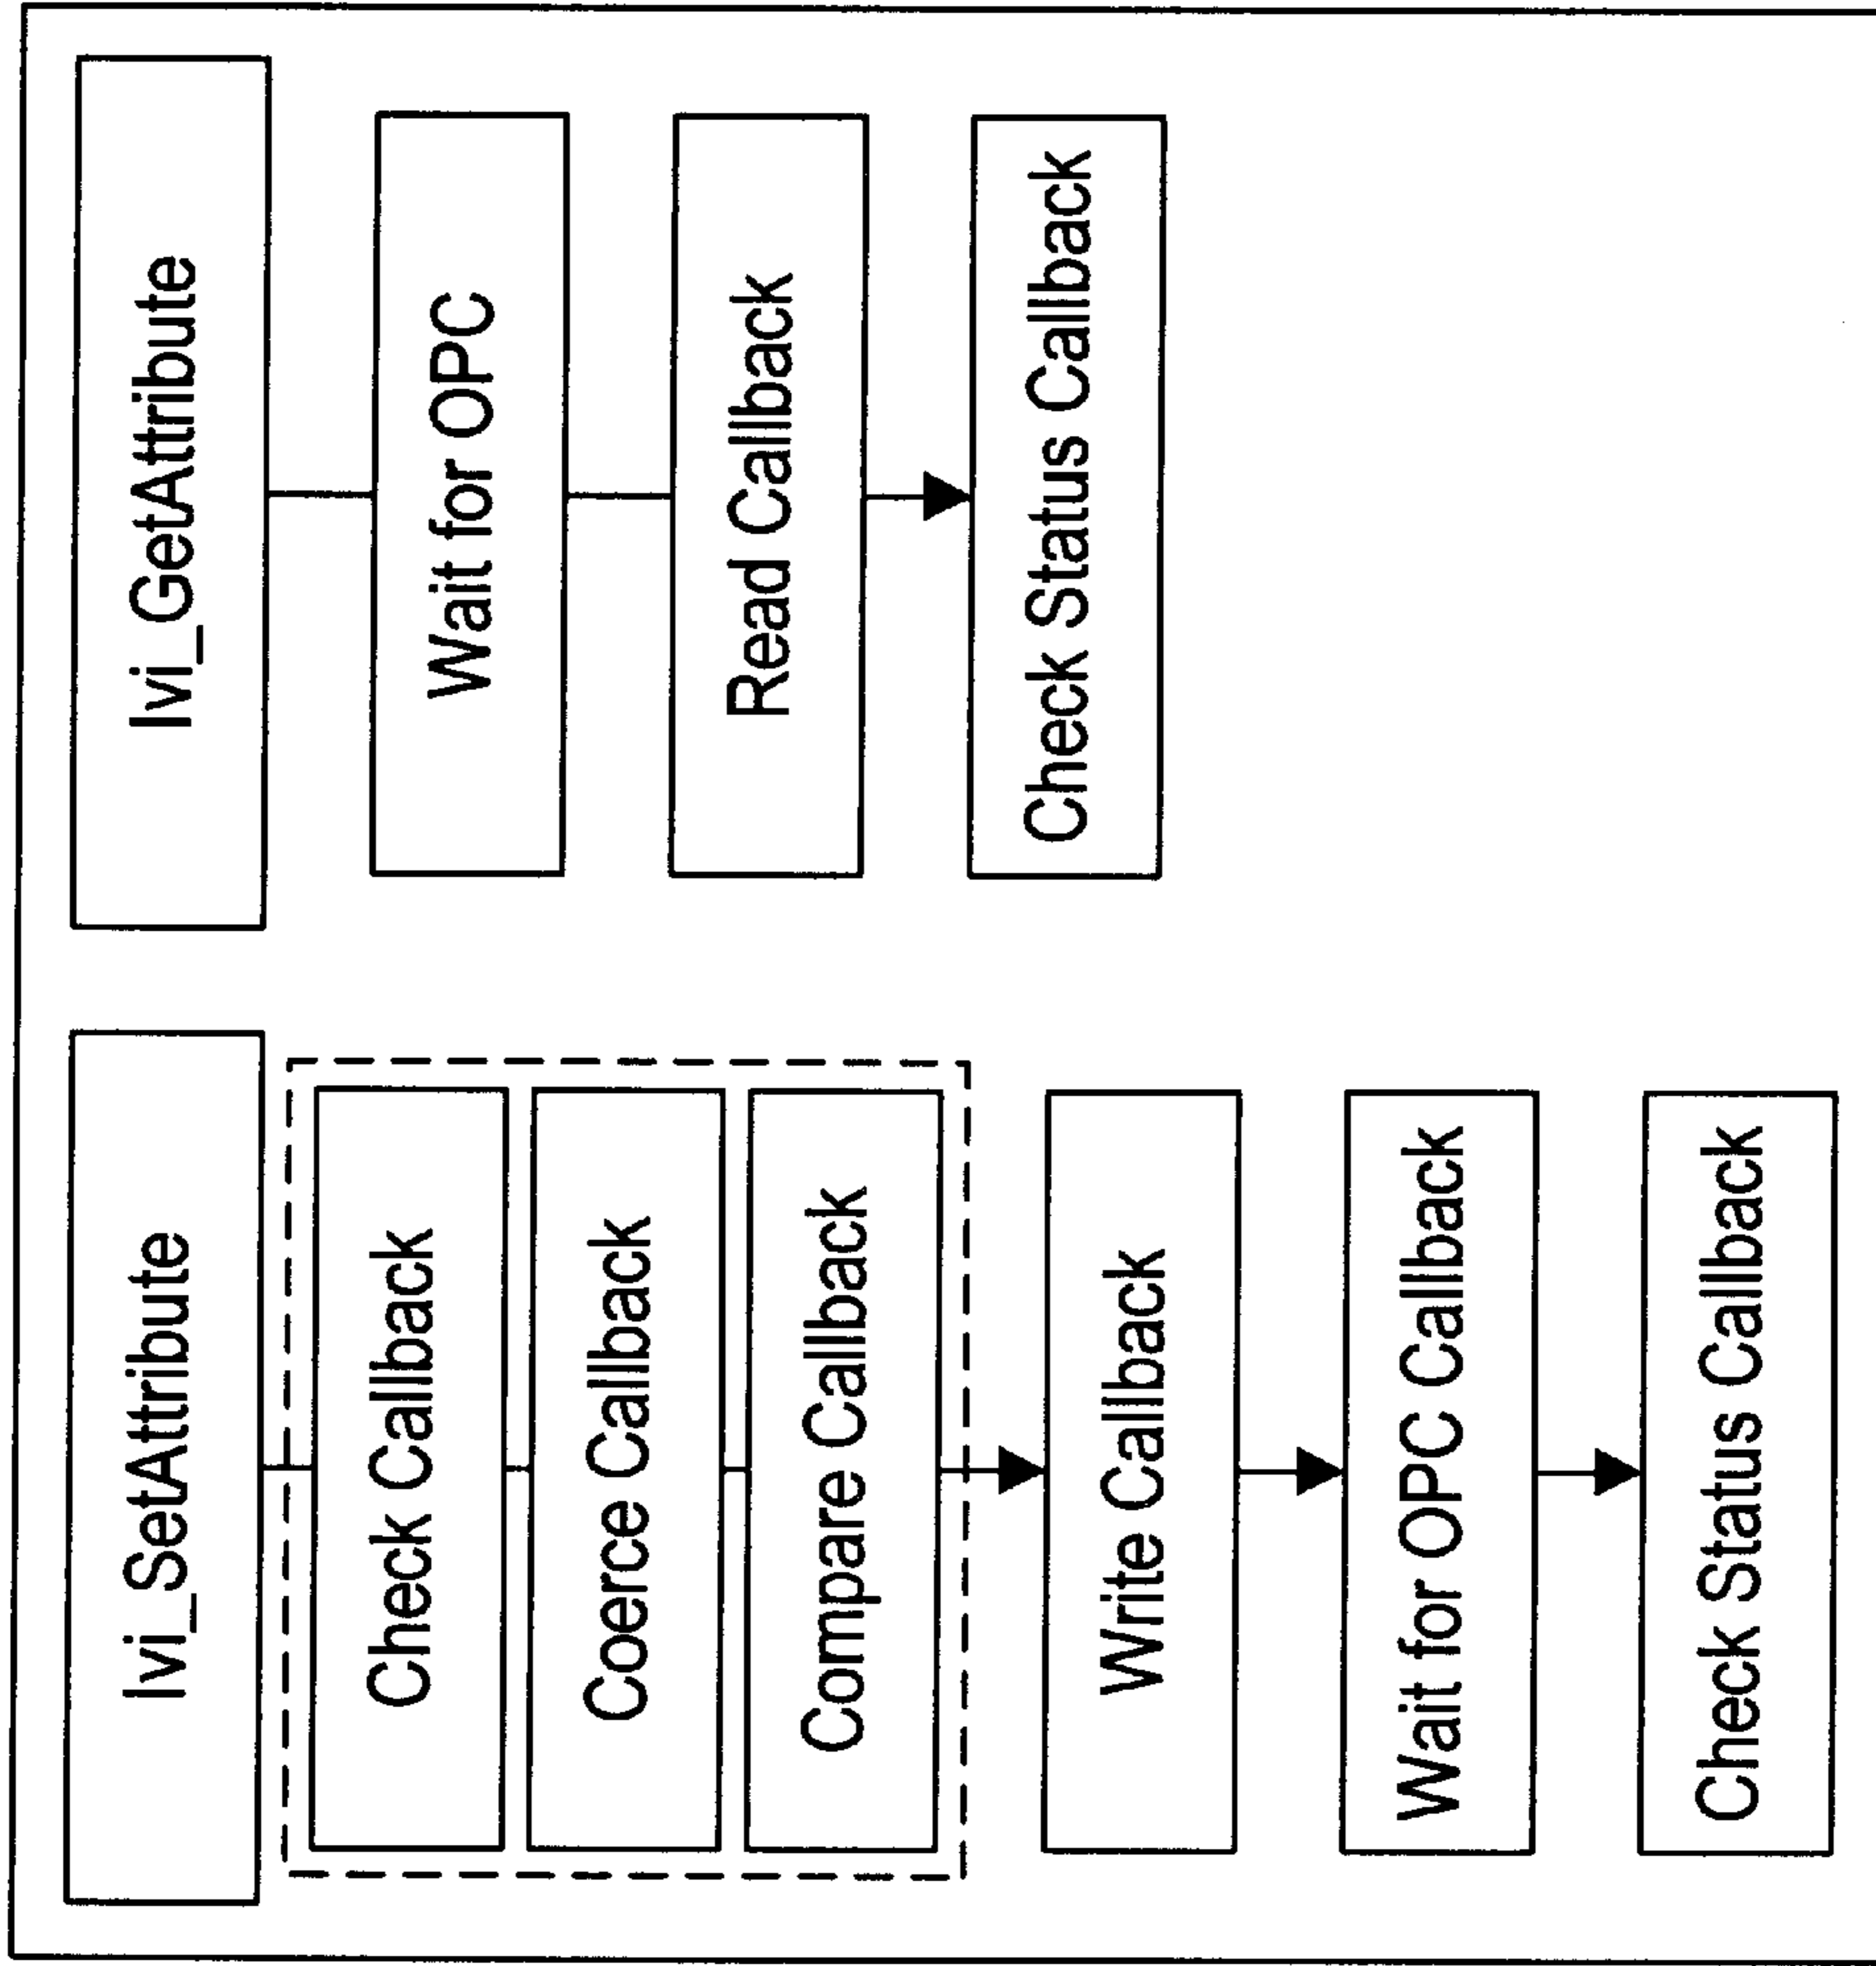 Ivi_SetAttribute
Check Callback
Coerce Callback
Compare Callback
Write Callback
Wait for OPC Callback
Check Status Callback
Ivi_GetAttribute
Wait for OPC
Read Callback
Check Status Callback